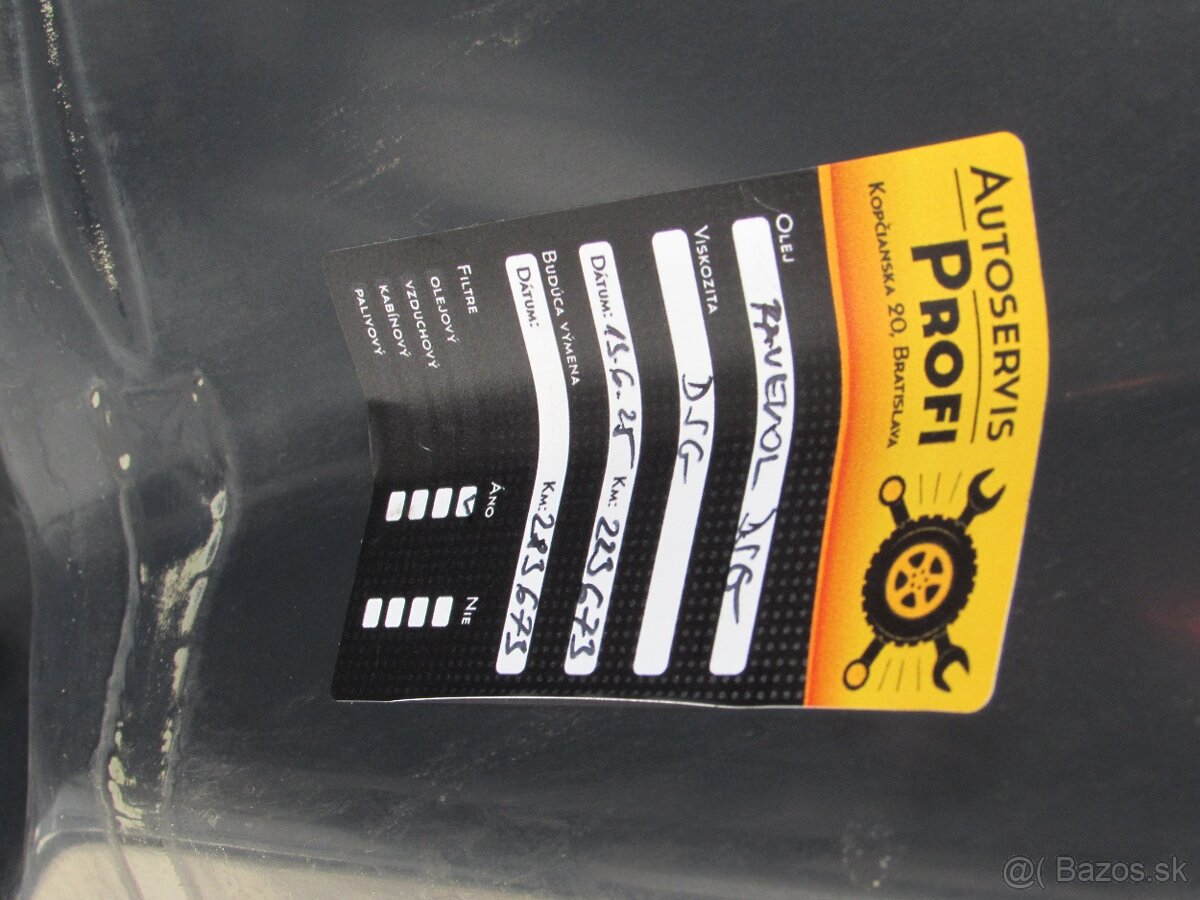 AUTOSERVIS
PROFI
KOPČIANSKA 20, BRATISLAVA
OLEJ
RAVENOL DSG
VISKOZITA
DSG
DÁTUM: 13.6.25 KM: 223673
BUDÚCA VÝMENA
DÁTUM: KM: 283673
FILTRE ÁNO NIE
OLEJOVÝ
VZDUCHOVÝ
KABÍNOVÝ
PALIVOVÝ
@( Bazos.sk